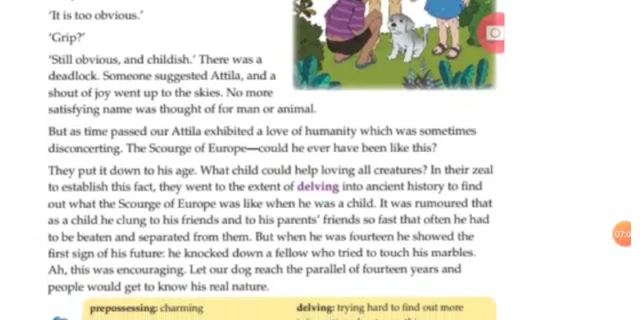 'It is too obvious.'
'Grip?'
'Still obvious, and childish.' There was a
deadlock. Someone suggested Attila, and a
shout of joy went up to the skies. No more
satisfying name was thought of for man or animal.
But as time passed our Attila exhibited a love of humanity which was sometimes
disconcerting. The Scourge of Europe—could he ever have been like this?
They put it down to his age. What child could help loving all creatures? In their zeal
to establish this fact, they went to the extent of delving into ancient history to find
out what the Scourge of Europe was like when he was a child. It was rumoured that
as a child he clung to his friends and to his parents' friends so fast that often he had
to be beaten and separated from them. But when he was fourteen he showed the
first sign of his future: he knocked down a fellow who tried to touch his marbles.
Ah, this was encouraging. Let our dog reach the parallel of fourteen years and
people would get to know his real nature.
prepossessing: charming
delving: trying hard to find out more